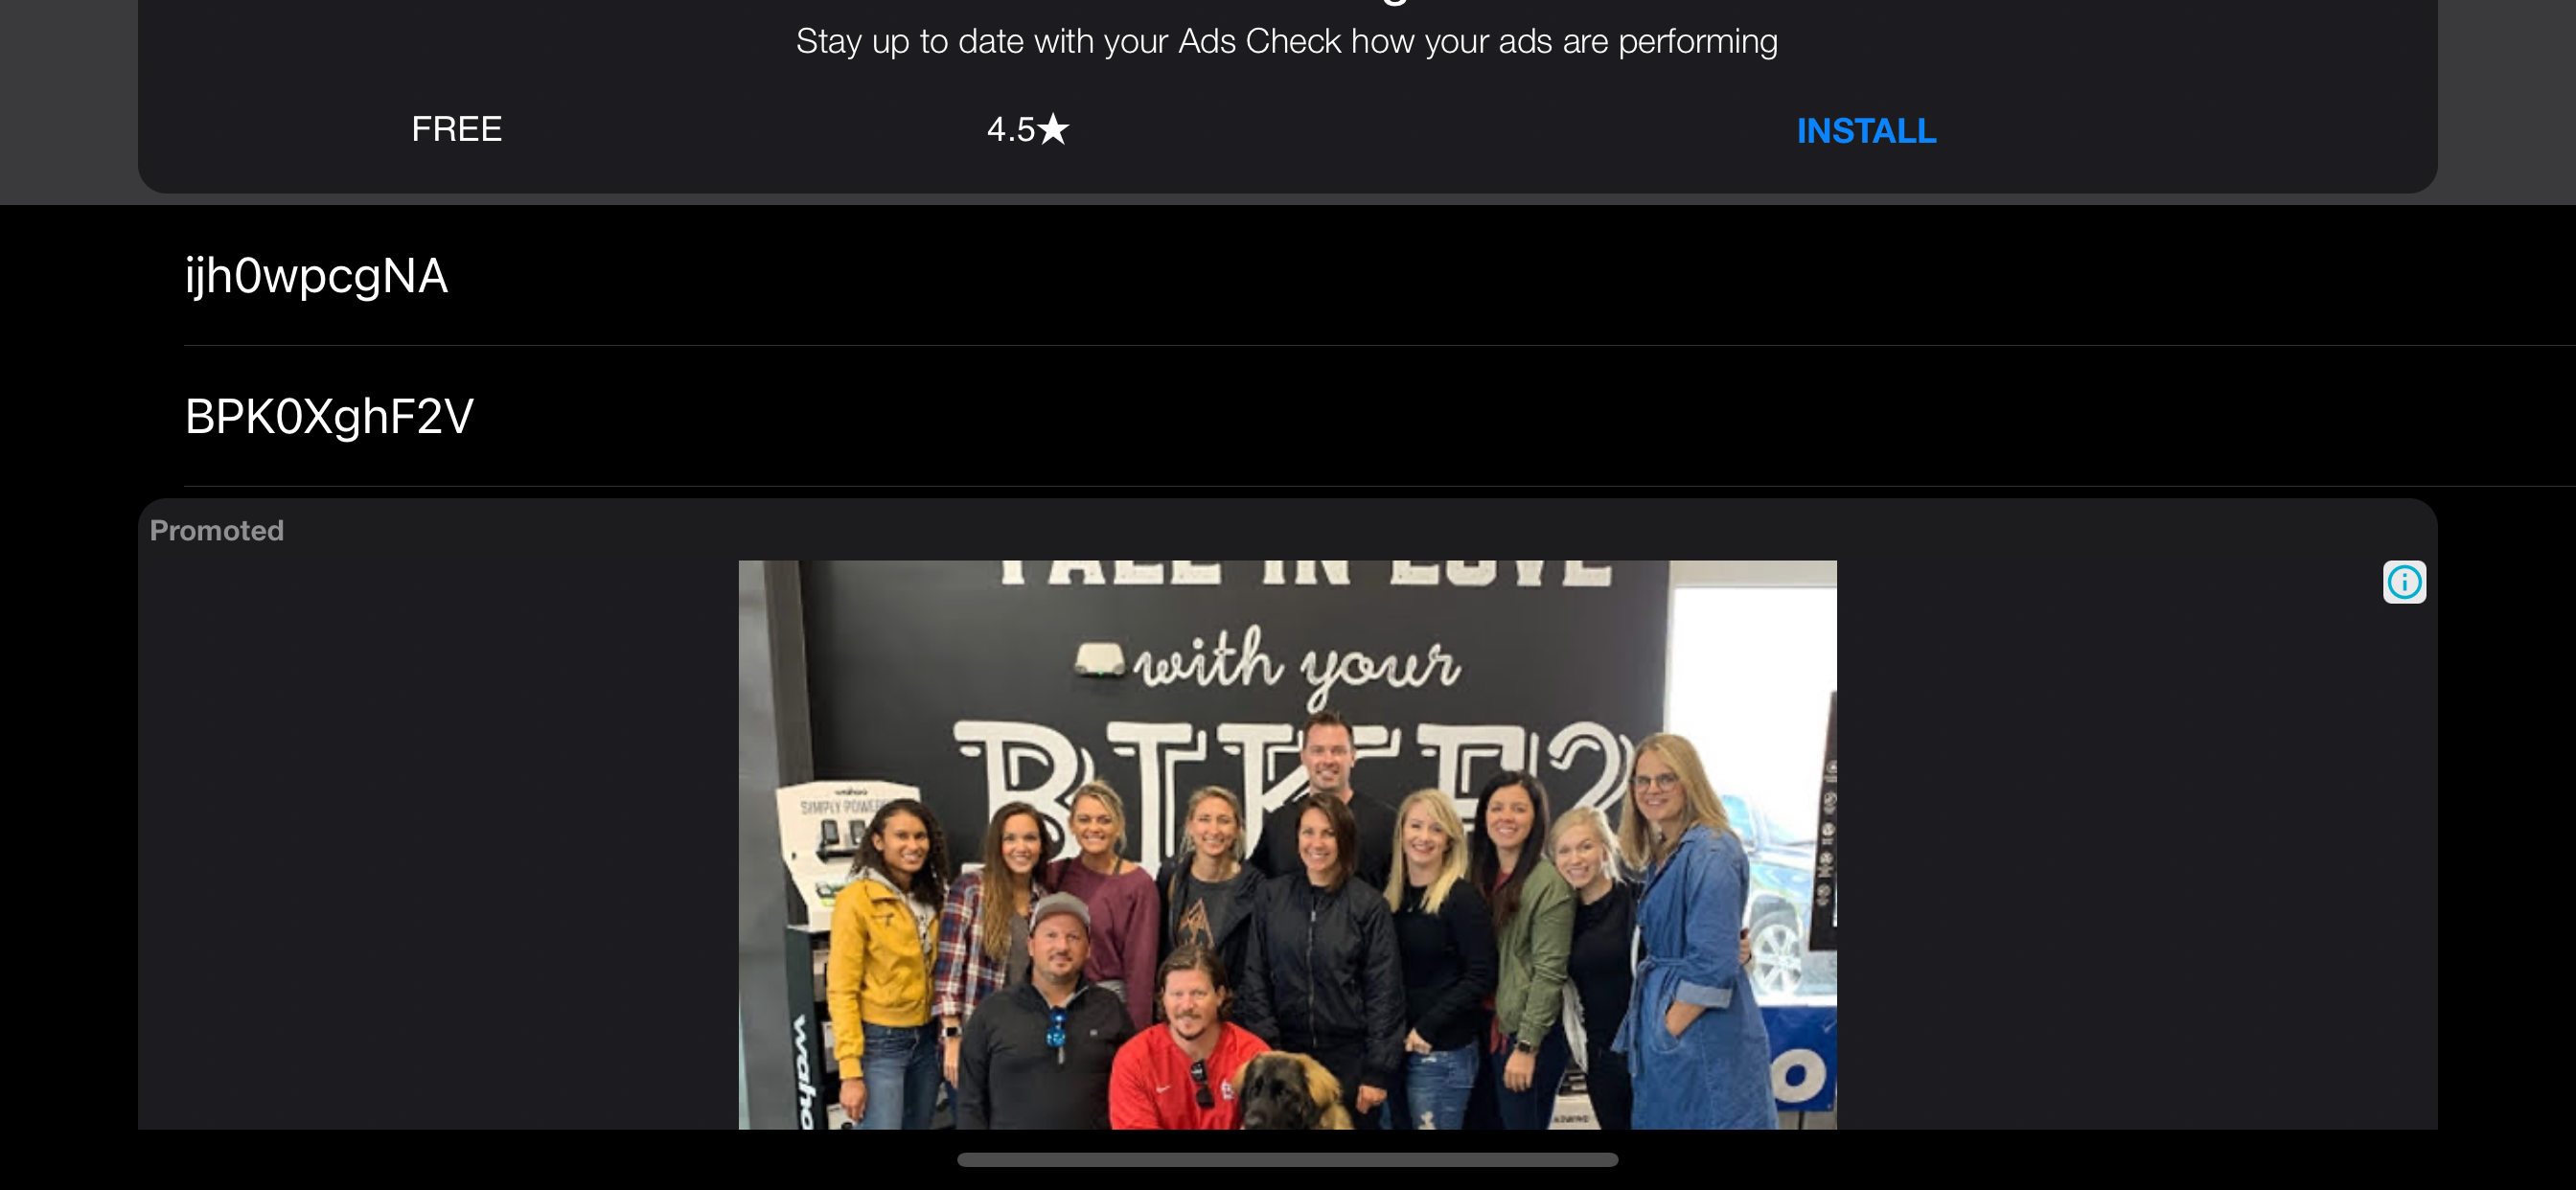 Stay up to date with your Ads Check how your ads are performing
FREE
4.5★
INSTALL
ijh0wpcgNA
BPK0XghF2V
Promoted
FALL IN LOVE
with your
BIKE?
wahoo
SIMPLY POWER
waho
O